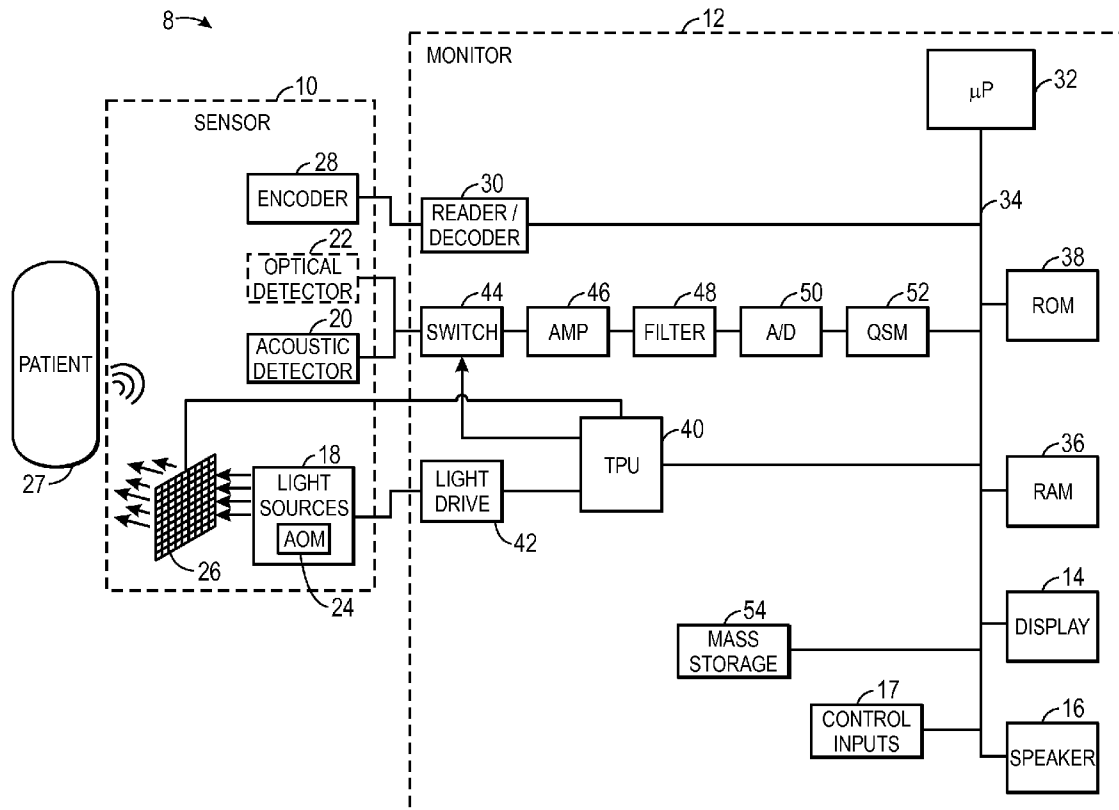 8
12
MONITOR
10
SENSOR
µP
32
28
ENCODER
30
READER /
DECODER
34
22
OPTICAL
DETECTOR
20
ACOUSTIC
DETECTOR
44
SWITCH
46
AMP
48
FILTER
50
A/D
52
QSM
38
ROM
PATIENT
27
18
LIGHT
SOURCES
AOM
24
26
LIGHT
DRIVE
42
TPU
40
36
RAM
14
DISPLAY
54
MASS
STORAGE
17
CONTROL
INPUTS
16
SPEAKER